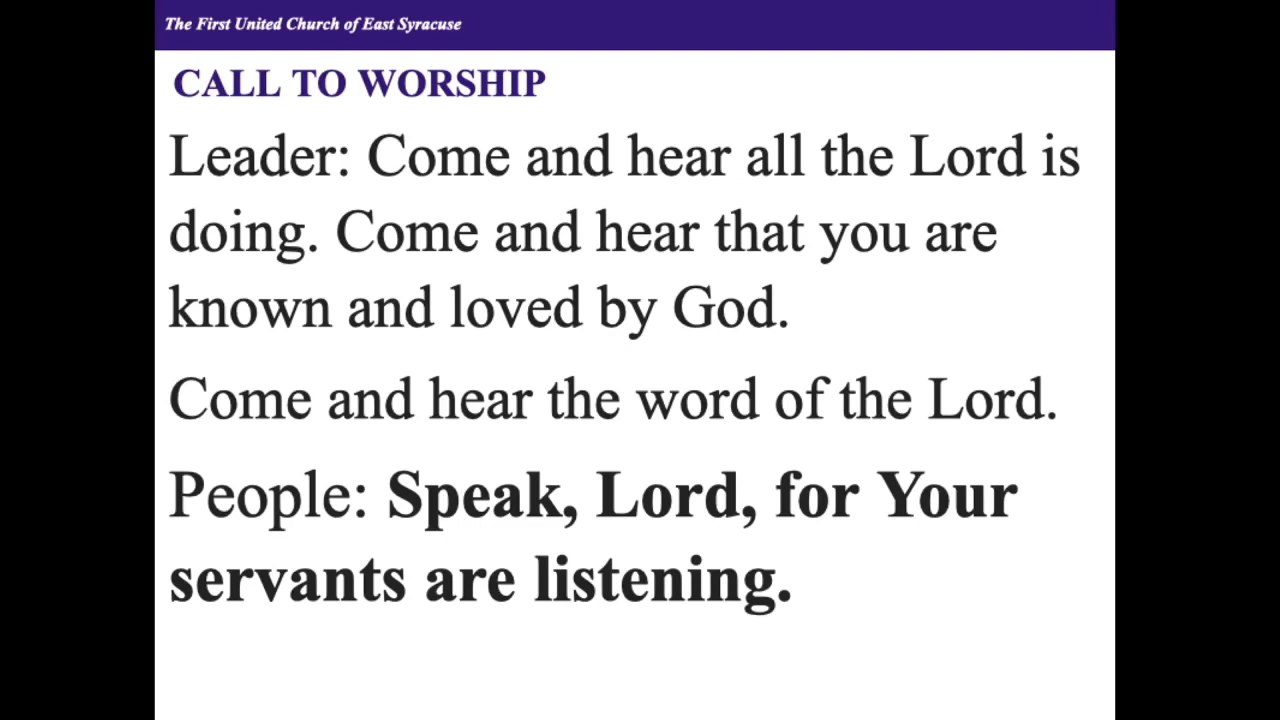 The First United Church of East Syracuse
CALL TO WORSHIP
Leader: Come and hear all the Lord is
doing. Come and hear that you are
known and loved by God.
Come and hear the word of the Lord.
People: Speak, Lord, for Your
servants are listening.